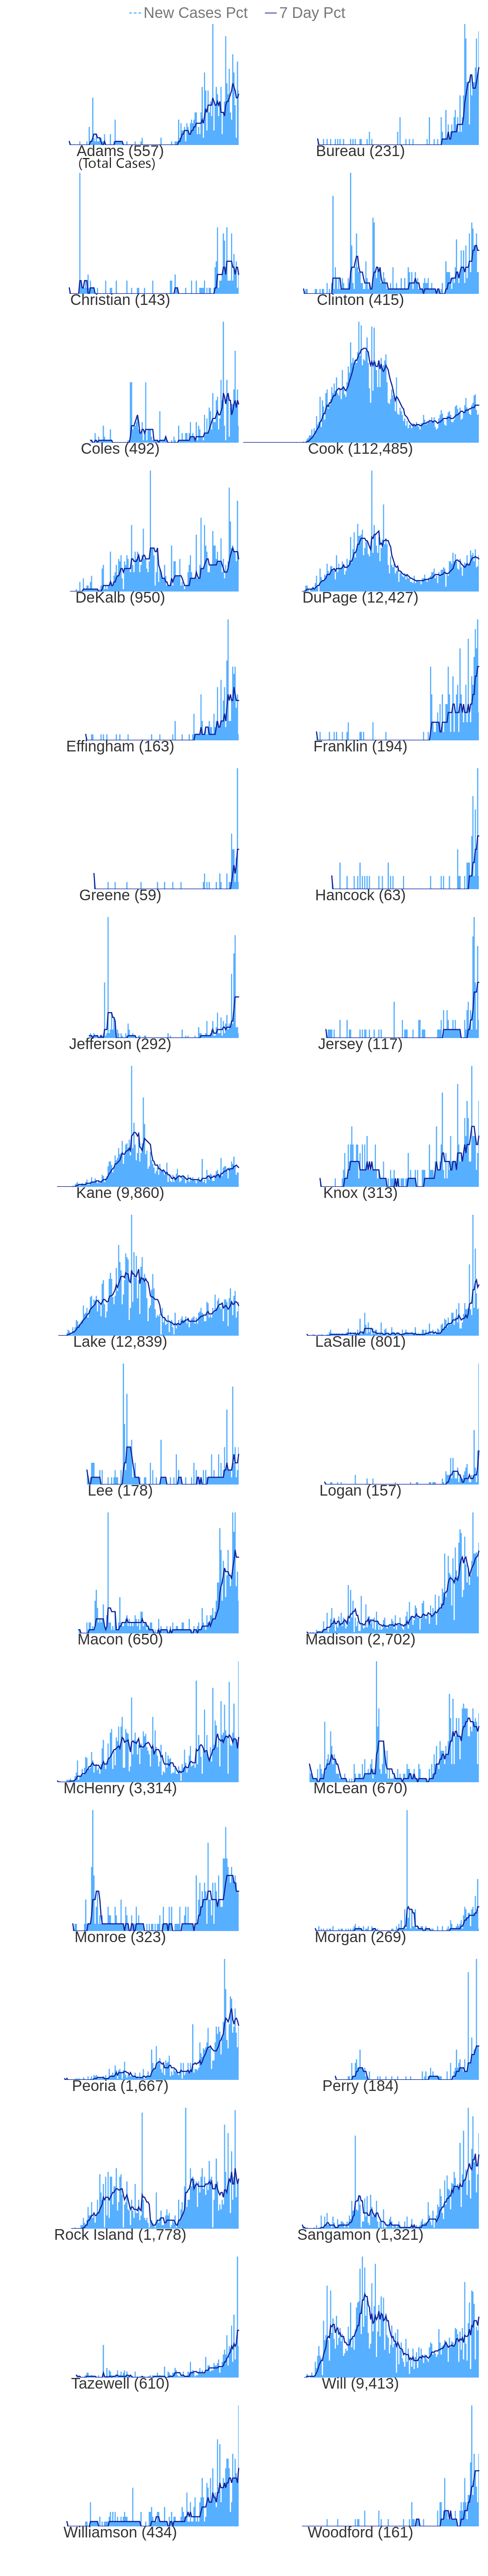 New Cases Pct 7 Day Pct
Adams (557) Bureau (231)
(Total Cases)
Christian (143) Clinton (415)
Coles (492) Cook (112,485)
DeKalb (950) DuPage (12,427)
Effingham (163) Franklin (194)
Greene (59) Hancock (63)
Jefferson (292) Jersey (117)
Kane (9,860) Knox (313)
Lake (12,839) LaSalle (801)
Lee (178) Logan (157)
Macon (650) Madison (2,702)
McHenry (3,314) McLean (670)
Monroe (323) Morgan (269)
Peoria (1,667) Perry (184)
Rock Island (1,778) Sangamon (1,321)
Tazewell (610) Will (9,413)
Williamson (434) Woodford (161)